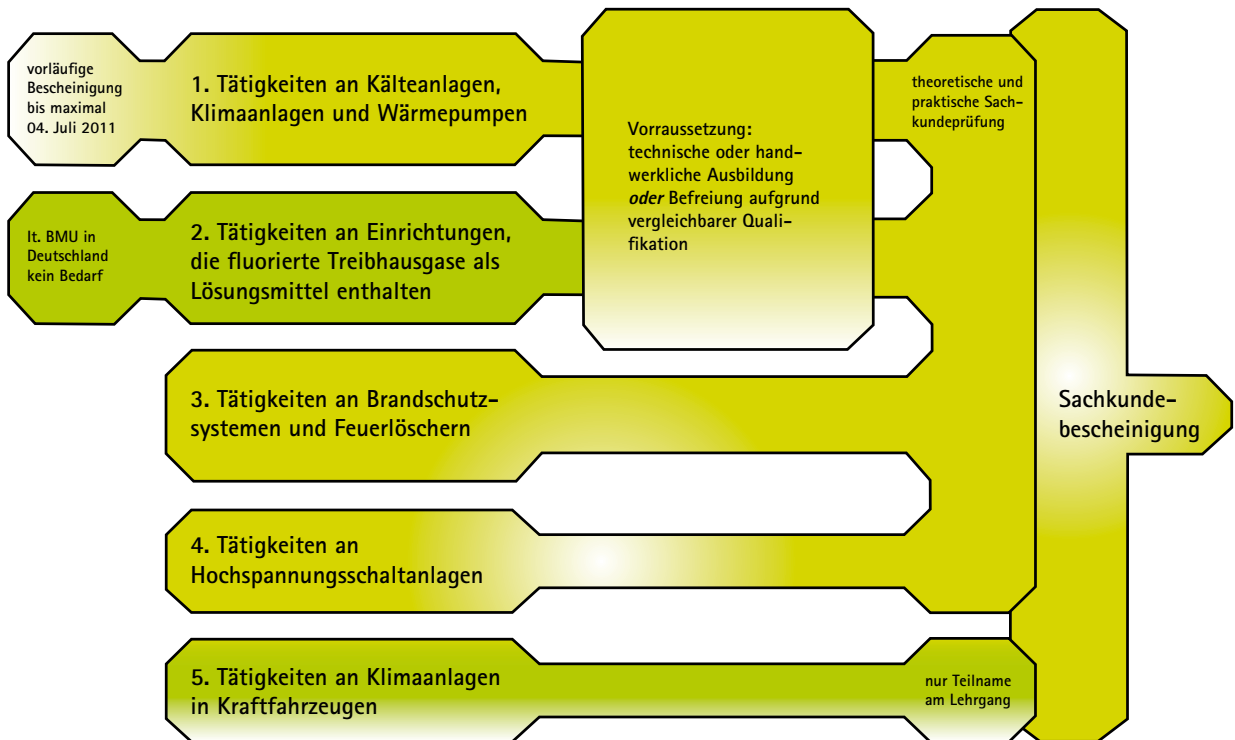 vorläufige
Bescheinigung
bis maximal
04. Juli 2011
1. Tätigkeiten an Kälteanlagen,
Klimaanlagen und Wärmepumpen
Vorraussetzung:
technische oder hand-
werkliche Ausbildung
oder Befreiung aufgrund
vergleichbarer Quali-
fikation
theoretische und
praktische Sach-
kundeprüfung
lt. BMU in
Deutschland
kein Bedarf
2. Tätigkeiten an Einrichtungen,
die fluorierte Treibhausgase als
Lösungsmittel enthalten
3. Tätigkeiten an Brandschutz-
systemen und Feuerlöschern
Sachkunde-
bescheinigung
4. Tätigkeiten an
Hochspannungsschaltanlagen
5. Tätigkeiten an Klimaanlagen
in Kraftfahrzeugen
nur Teilname
am Lehrgang